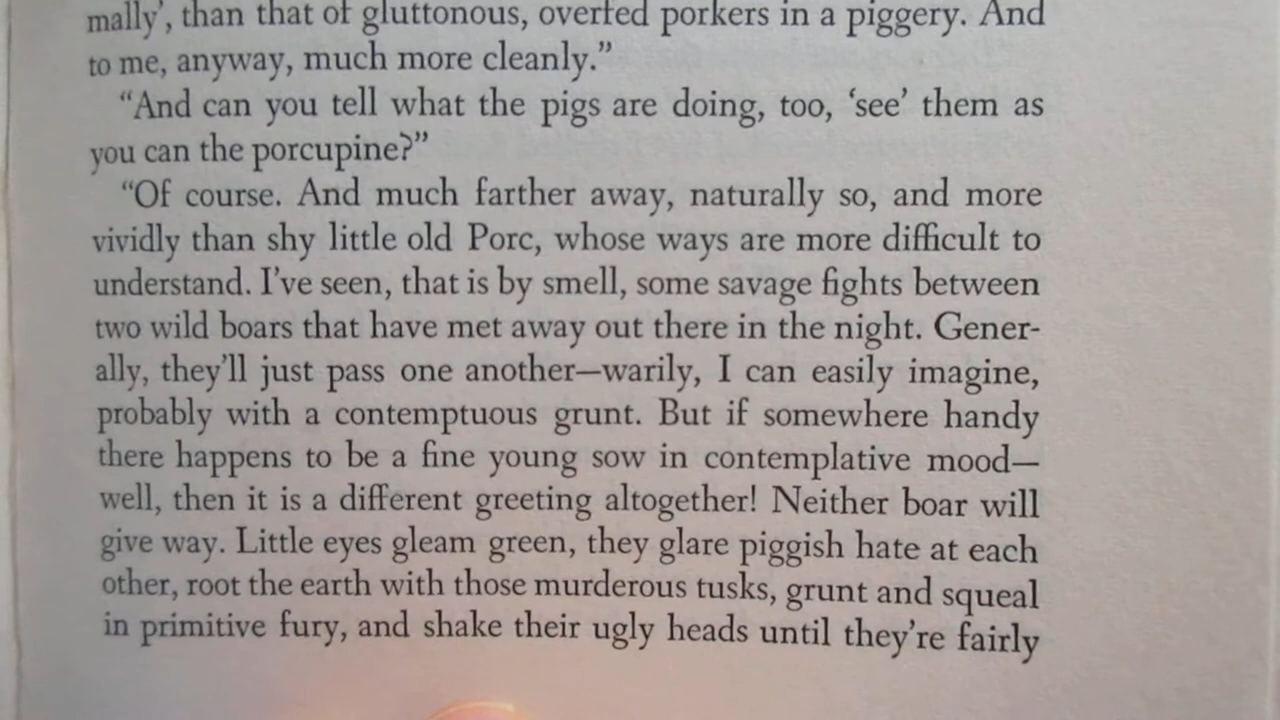 mally’, than that of gluttonous, overfed porkers in a piggery. And
to me, anyway, much more cleanly.”
“And can you tell what the pigs are doing, too, ‘see’ them as
you can the porcupine?”
“Of course. And much farther away, naturally so, and more
vividly than shy little old Porc, whose ways are more difficult to
understand. I’ve seen, that is by smell, some savage fights between
two wild boars that have met away out there in the night. Gener-
ally, they’ll just pass one another—warily, I can easily imagine,
probably with a contemptuous grunt. But if somewhere handy
there happens to be a fine young sow in contemplative mood—
well, then it is a different greeting altogether! Neither boar will
give way. Little eyes gleam green, they glare piggish hate at each
other, root the earth with those murderous tusks, grunt and squeal
in primitive fury, and shake their ugly heads until they’re fairly